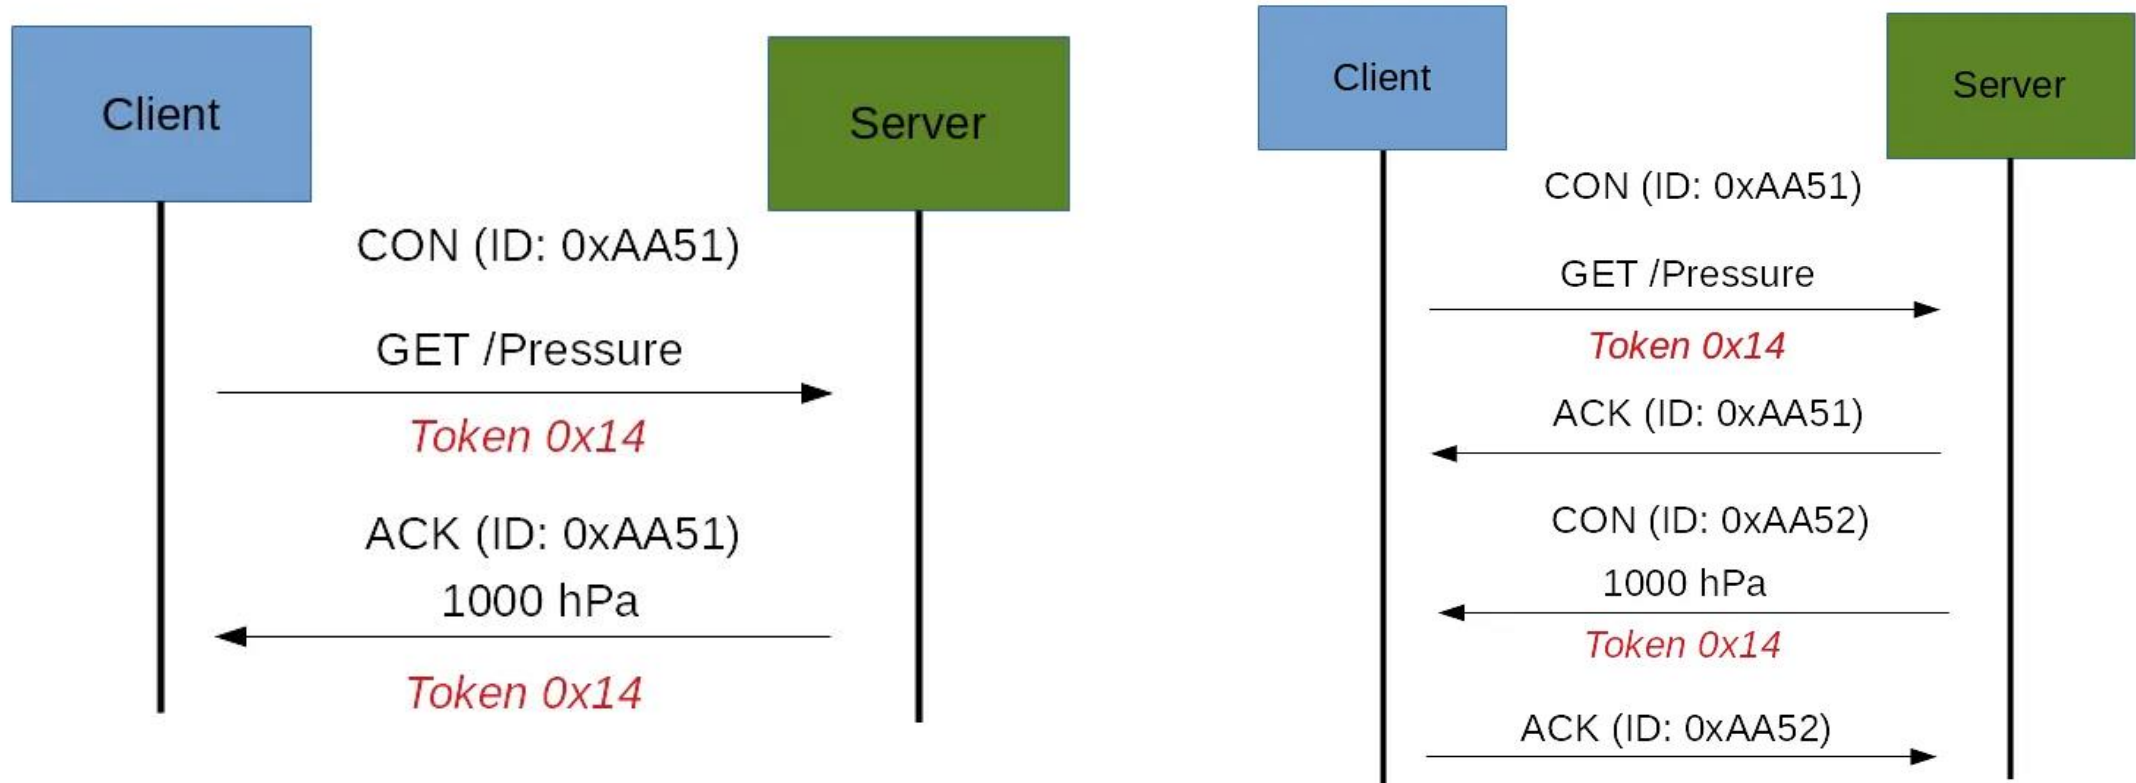 Client
Server
CON (ID: 0xAA51)
GET /Pressure
Token 0x14
ACK (ID: 0xAA51)
1000 hPa
Token 0x14
Client
Server
CON (ID: 0xAA51)
GET /Pressure
Token 0x14
ACK (ID: 0xAA51)
CON (ID: 0xAA52)
1000 hPa
Token 0x14
ACK (ID: 0xAA52)